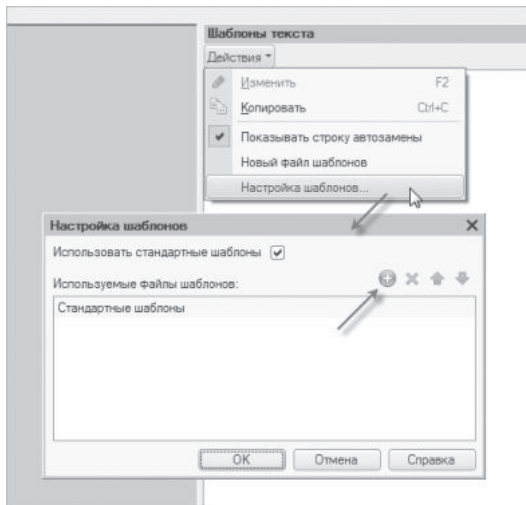 Шаблоны текста
Действия
Изменить F2
Копировать Ctrl+C
Показывать строку автозамены
Новый файл шаблонов
Настройка шаблонов...
Настройка шаблонов
Использовать стандартные шаблоны
Используемые файлы шаблонов:
Стандартные шаблоны
OK Отмена Справка